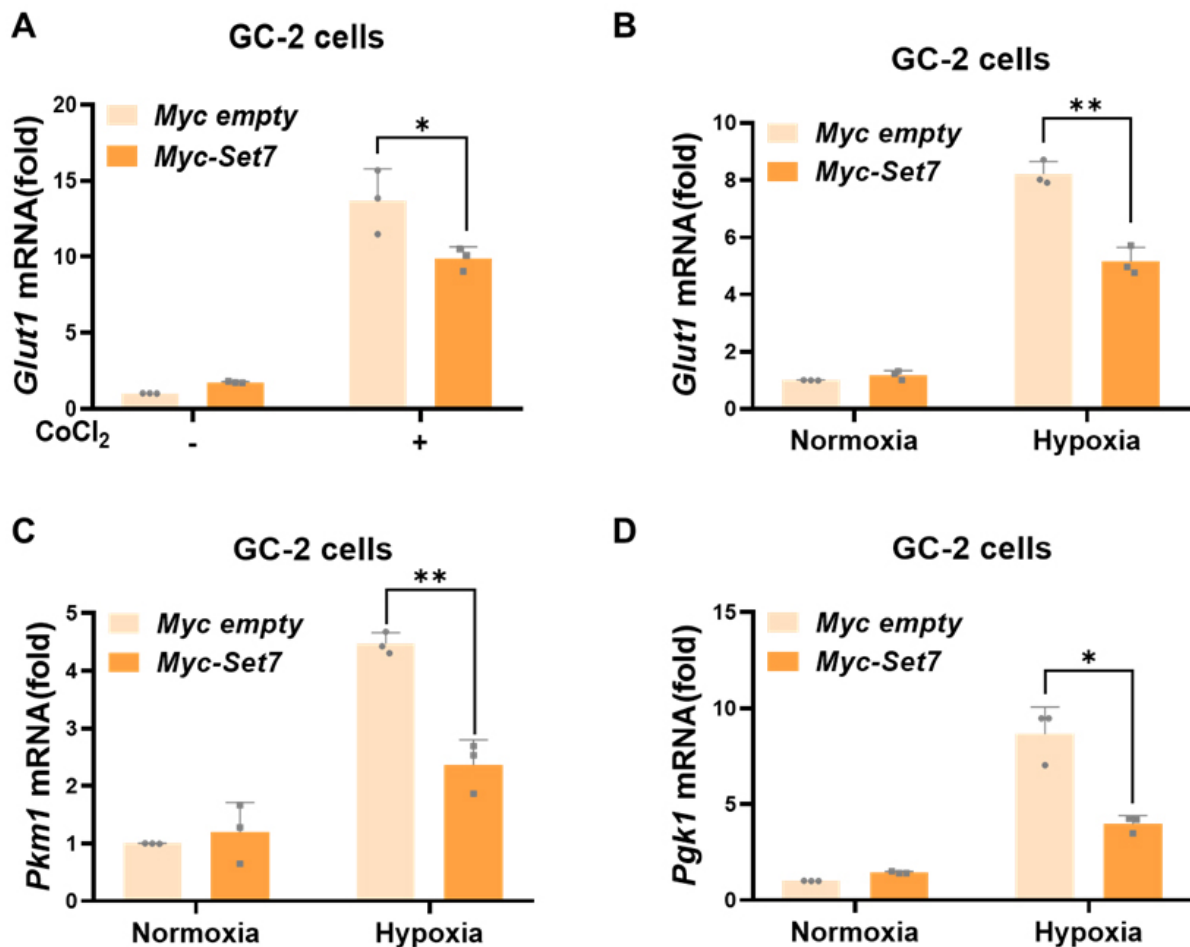 A
GC-2 cells
Glut1 mRNA(fold)
20
15
10
5
0
Myc empty
Myc-Set7
*
CoCl2
-
+
B
GC-2 cells
Glut1 mRNA(fold)
10
8
6
4
2
0
Myc empty
Myc-Set7
**
Normoxia
Hypoxia
C
GC-2 cells
Pkm1 mRNA(fold)
5
4
3
2
1
0
Myc empty
Myc-Set7
**
Normoxia
Hypoxia
D
GC-2 cells
Pgk1 mRNA(fold)
15
10
5
0
Myc empty
Myc-Set7
*
Normoxia
Hypoxia